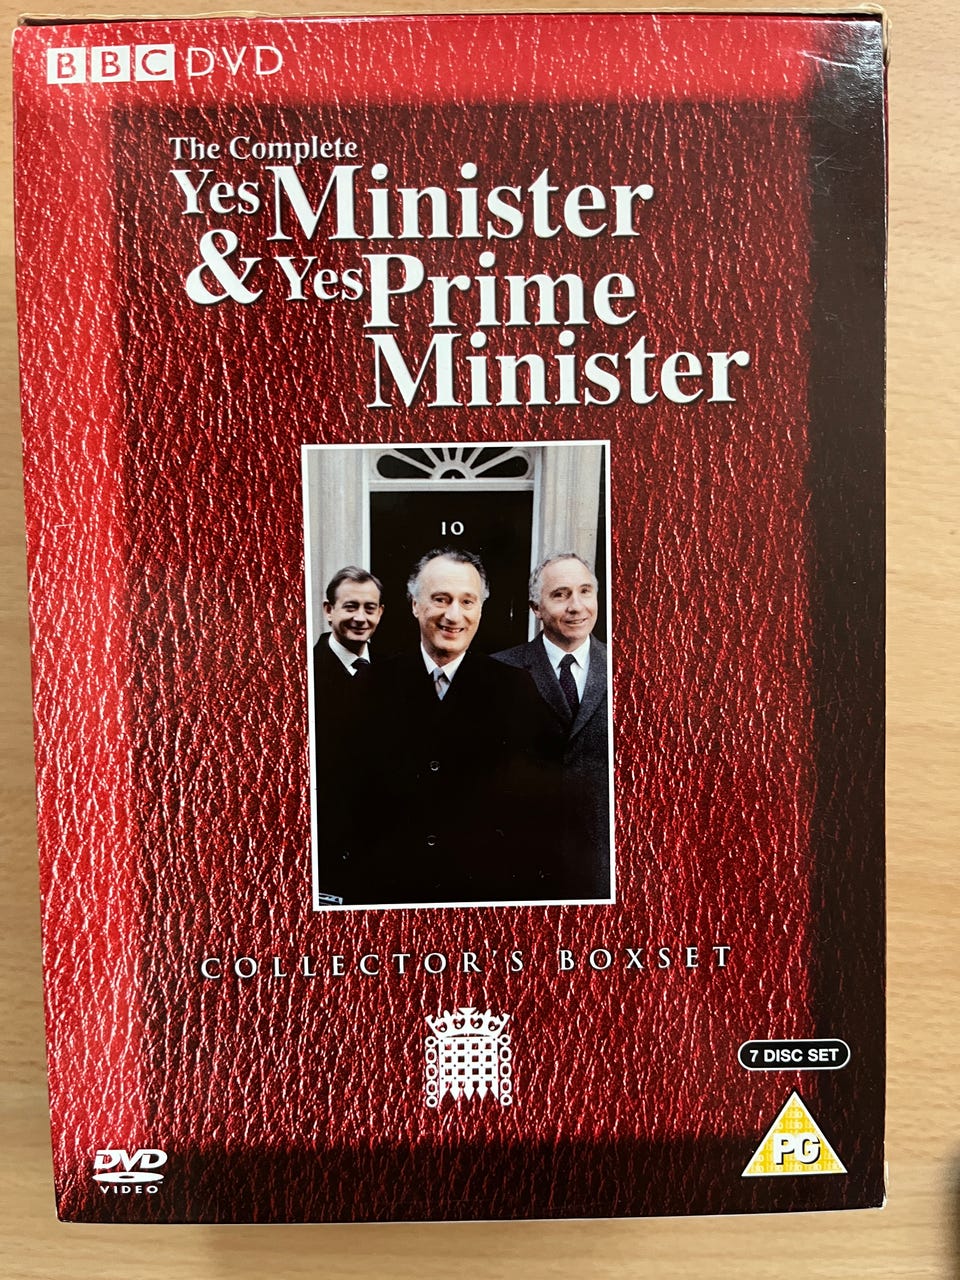 BBC DVD
The Complete
Yes Minister
& Yes Prime
Minister
10
COLLECTOR'S BOXSET
7 DISC SET
PG
DVD
VIDEO